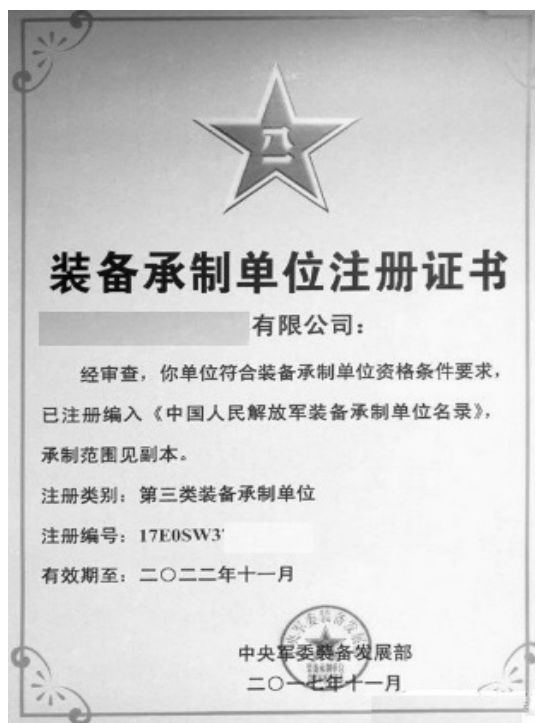 八一
装备承制单位注册证书
有限公司：
经审查，你单位符合装备承制单位资格条件要求，
已注册编入《中国人民解放军装备承制单位名录》，
承制范围见副本。
注册类别：第三类装备承制单位
注册编号：17E0SW3
有效期至：二〇二二年十一月
中央军委装备发展部
二〇一七年十一月